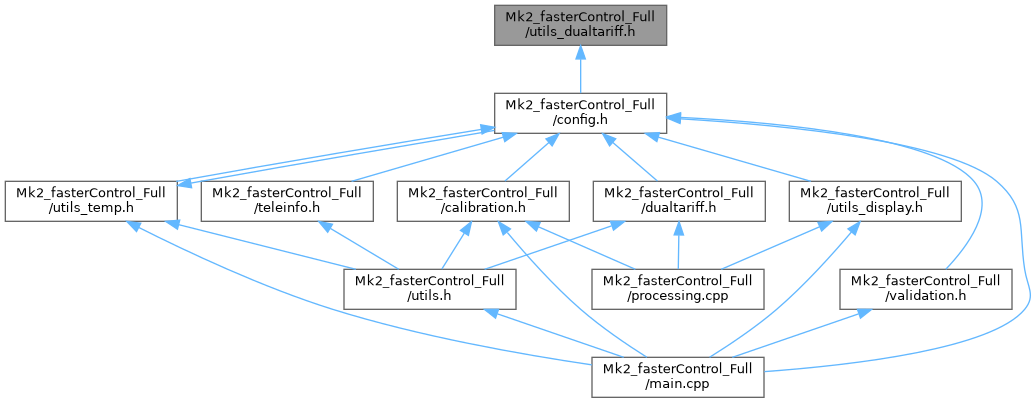 Mk2_fasterControl_Full
/utils_dualtariff.h
Mk2_fasterControl_Full
/config.h
Mk2_fasterControl_Full
/utils_temp.h
Mk2_fasterControl_Full
/teleinfo.h
Mk2_fasterControl_Full
/calibration.h
Mk2_fasterControl_Full
/dualtariff.h
Mk2_fasterControl_Full
/utils_display.h
Mk2_fasterControl_Full
/utils.h
Mk2_fasterControl_Full
/processing.cpp
Mk2_fasterControl_Full
/validation.h
Mk2_fasterControl_Full
/main.cpp